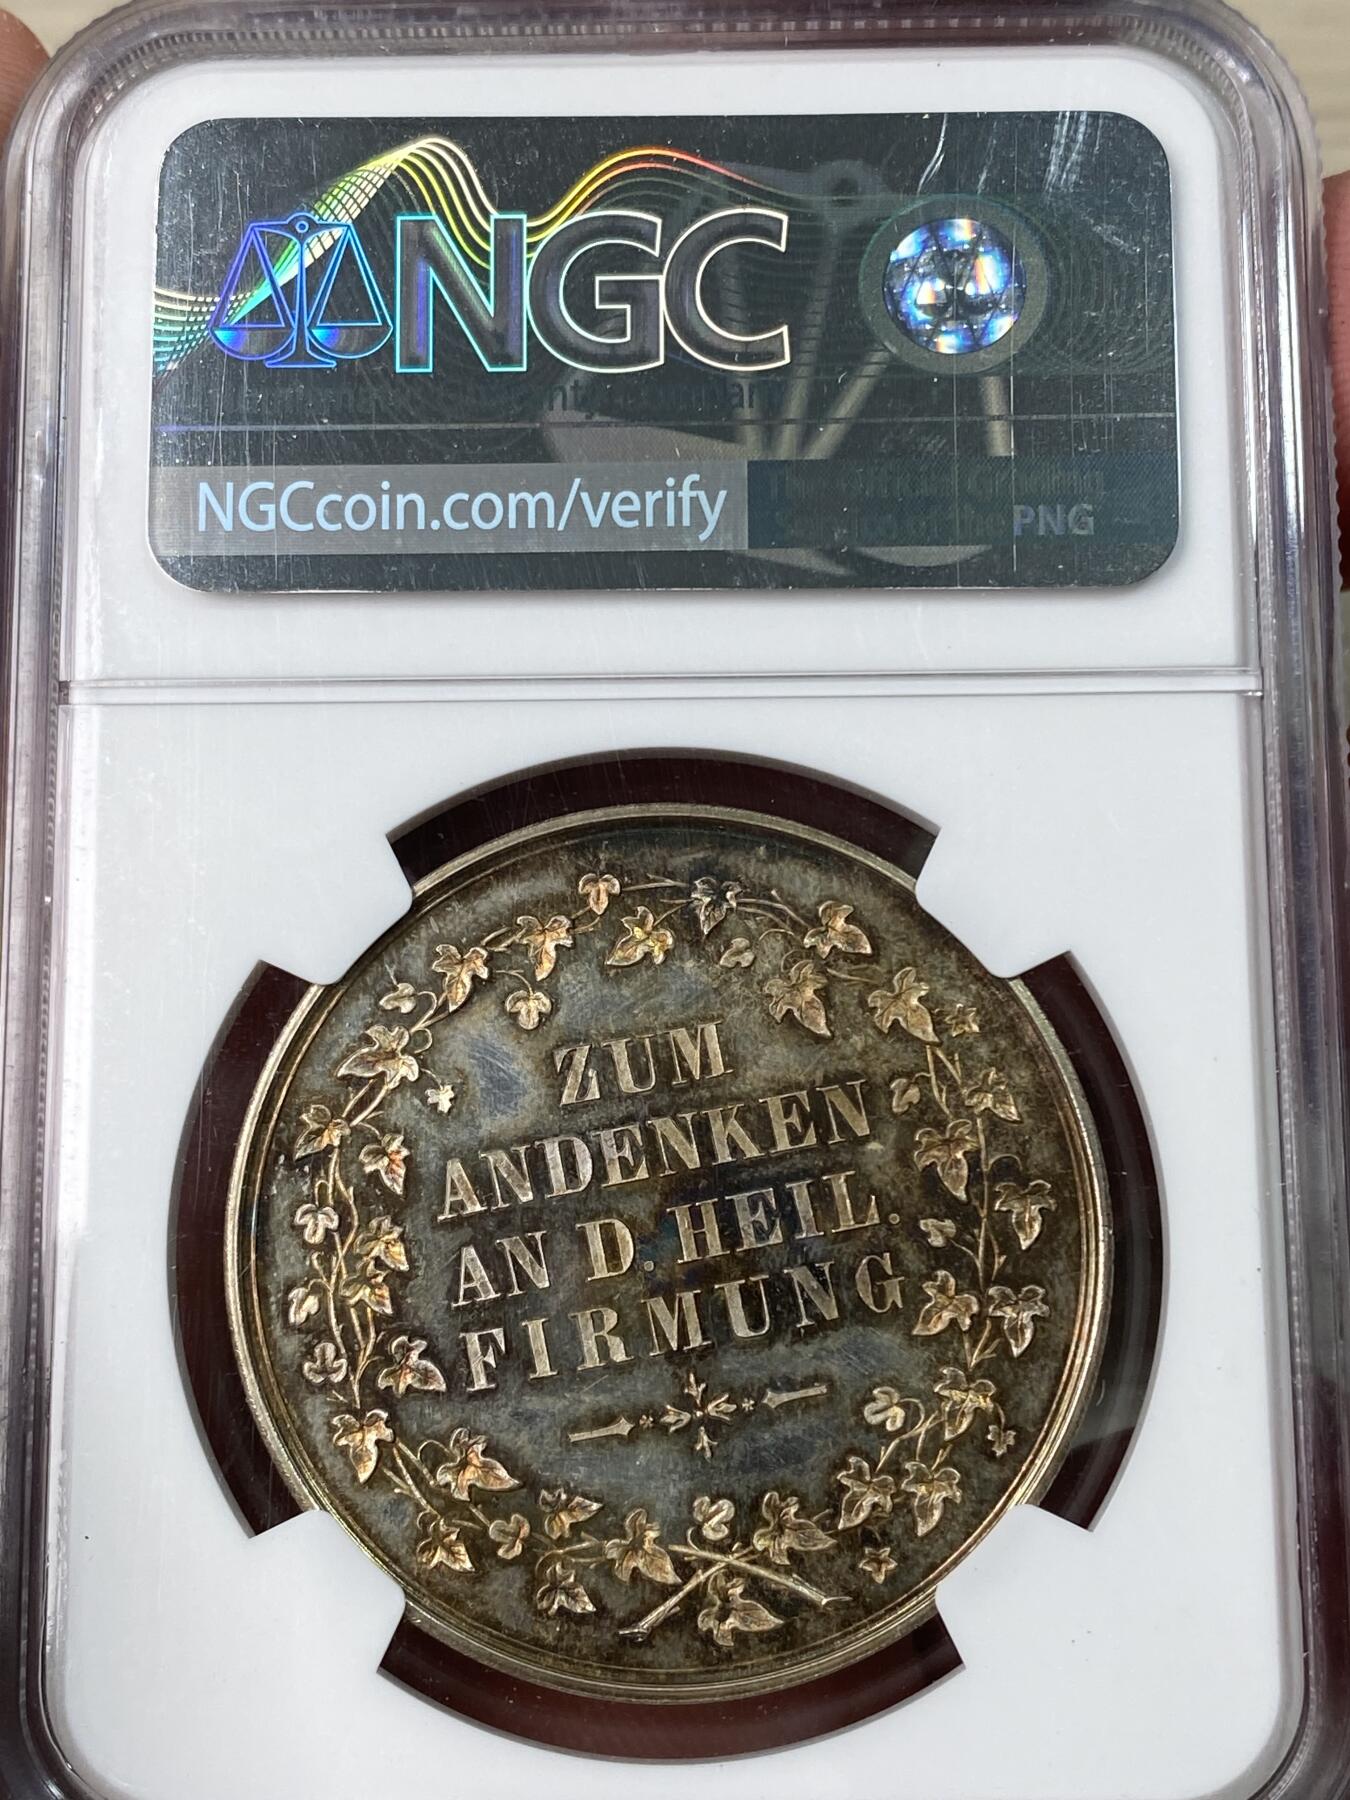 NGC
NGCcoin.com/verify
PNG
ZUM
ANDENKEN
AN D. HEIL.
FIRMUNG